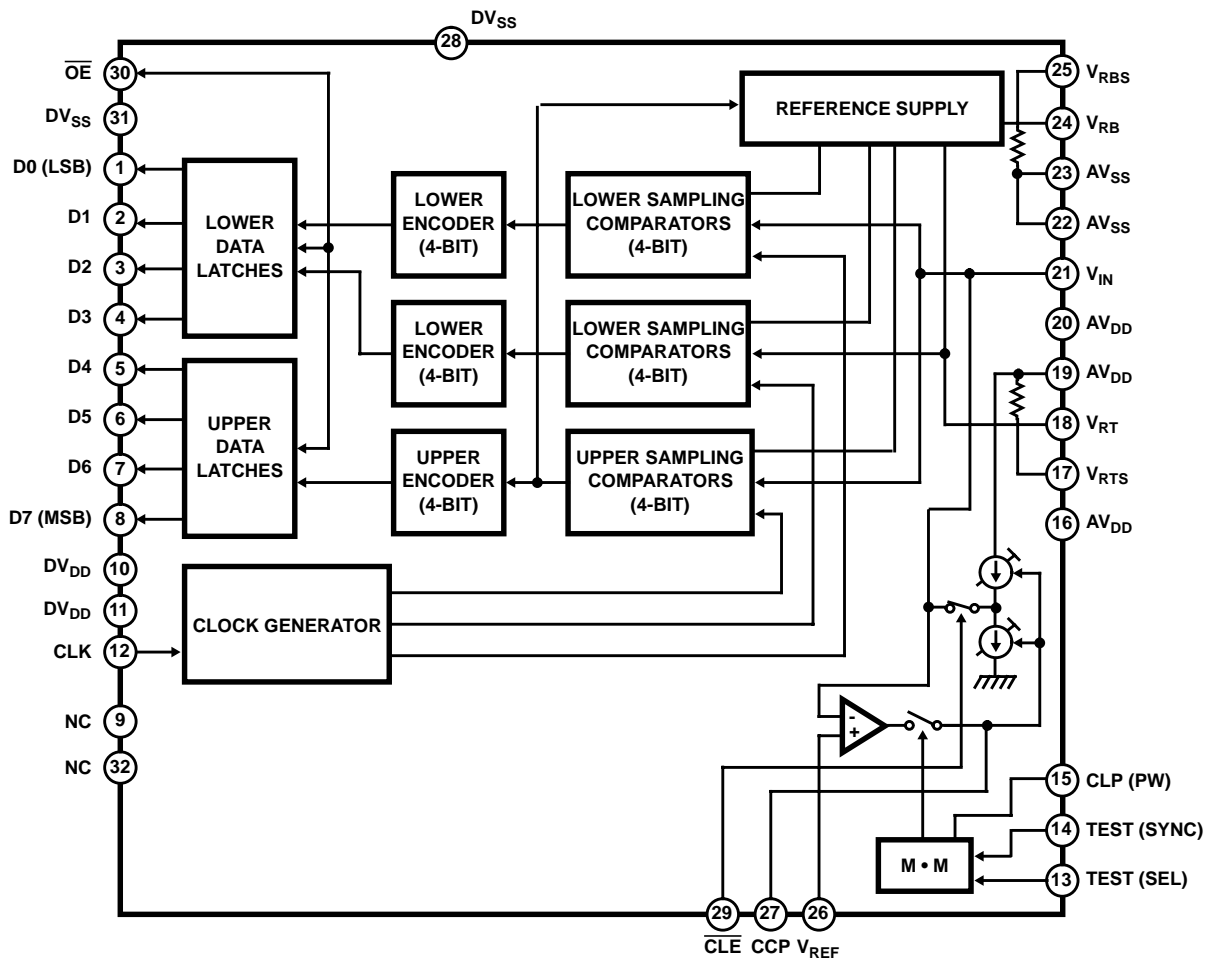 DVSS
28
OE 30
DVSS 31
D0 (LSB) 1
D1 2
D2 3
D3 4
D4 5
D5 6
D6 7
D7 (MSB) 8
DVDD 10
DVDD 11
CLK 12
NC 9
NC 32
LOWER
DATA
LATCHES
UPPER
DATA
LATCHES
CLOCK GENERATOR
LOWER
ENCODER
(4-BIT)
LOWER
ENCODER
(4-BIT)
UPPER
ENCODER
(4-BIT)
REFERENCE SUPPLY
LOWER SAMPLING
COMPARATORS
(4-BIT)
LOWER SAMPLING
COMPARATORS
(4-BIT)
UPPER SAMPLING
COMPARATORS
(4-BIT)
25 VRBS
24 VRB
23 AVSS
22 AVSS
21 VIN
20 AVDD
19 AVDD
18 VRT
17 VRTS
16 AVDD
-
+
15 CLP (PW)
14 TEST (SYNC)
13 TEST (SEL)
M • M
29 27 26
CLE CCP VREF